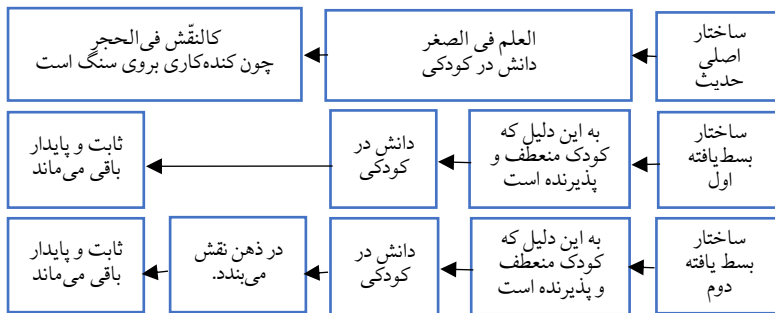 ساختار
اصلی
حدیث
العلم فی الصغر
دانش در کودکی
کالنقّش فی‌الحجر
چون کنده‌کاری بروی سنگ است
ساختار
بسط‌یافته
اول
به این دلیل که
کودک منعطف و
پذیرنده است
دانش در
کودکی
ثابت و پایدار
باقی می‌ماند
ساختار
بسط یافته
دوم
به این دلیل که
کودک منعطف
و پذیرنده است
دانش در
کودکی
در ذهن نقش
می‌بندد.
ثابت و پایدار
باقی می‌ماند